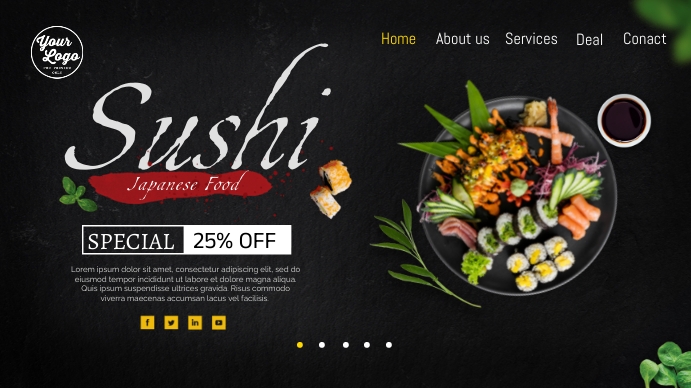 Your
Logo
Home About us Services Deal Conact
Sushi
Japanese Food
SPECIAL 25% OFF
Lorem ipsum dolor sit amet, consectetur adipiscing elit, sed do
eiusmod tempor incididunt ut labore et dolore magna aliqua.
Quis ipsum suspendisse ultrices gravida. Risus commodo
viverra maecenas accumsan lacus vel facilisis.